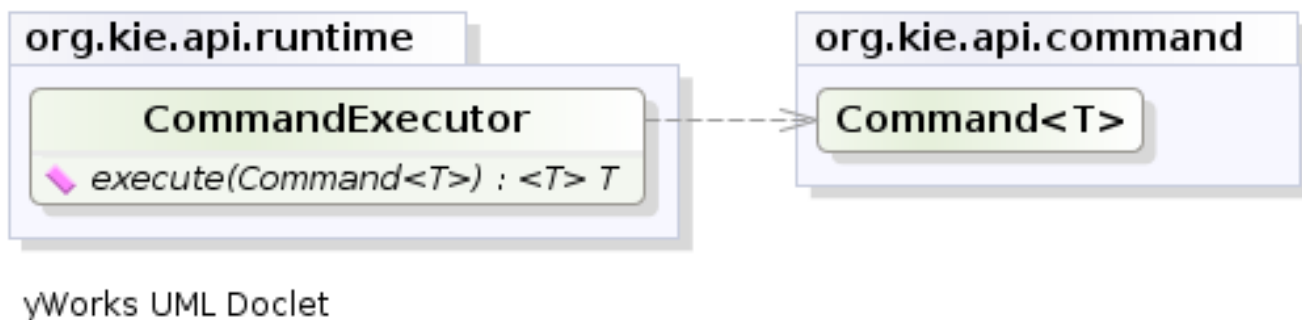 org.kie.api.runtime
CommandExecutor
execute(Command<T>) : <T> T
org.kie.api.command
Command<T>
yWorks UML Doclet